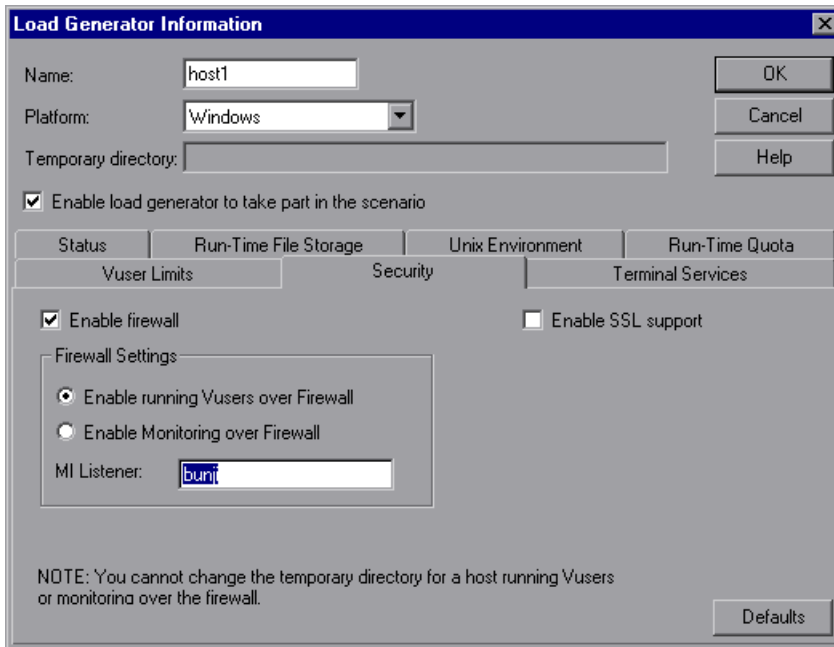 Load Generator Information
Name: host1 OK
Platform: Windows Cancel
Temporary directory: Help
Enable load generator to take part in the scenario
Status Run-Time File Storage Unix Environment Run-Time Quota
Vuser Limits Security Terminal Services
Enable firewall Enable SSL support
Firewall Settings
Enable running Vusers over Firewall
Enable Monitoring over Firewall
MI Listener: bunji
NOTE: You cannot change the temporary directory for a host running Vusers
or monitoring over the firewall.
Defaults